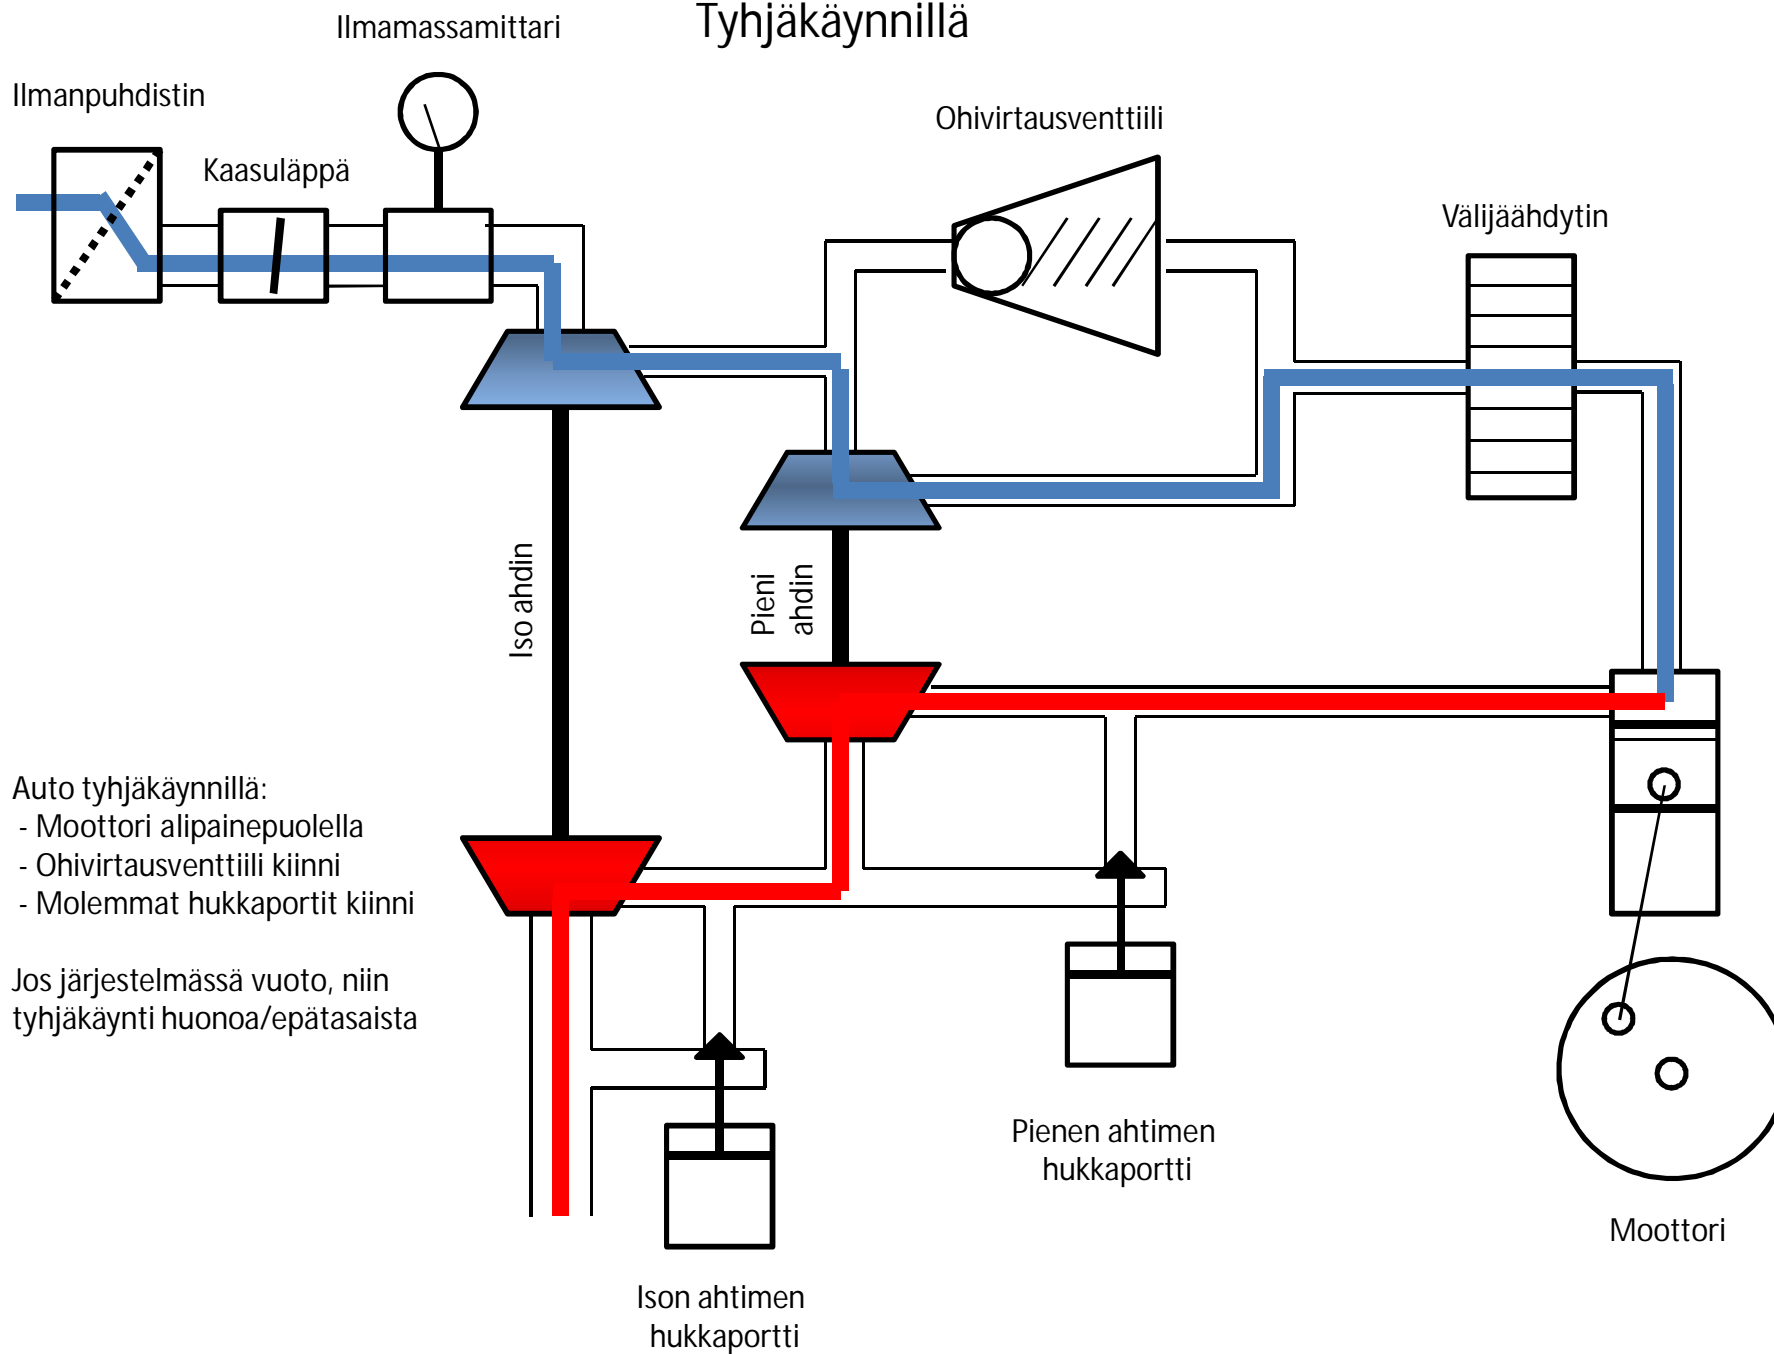 Tyhjäkäynnillä
Ilmamassamittari
Ilmanpuhdistin
Kaasuläppä
Ohivirtausventtiili
Välijäähdytin
Iso ahdin
Pieni
ahdin
Auto tyhjäkäynnillä:
- Moottori alipainepuolella
- Ohivirtausventtiili kiinni
- Molemmat hukkaportit kiinni
Jos järjestelmässä vuoto, niin
tyhjäkäynti huonoa/epätasaista
Pienen ahtimen
hukkaportti
Moottori
Ison ahtimen
hukkaportti